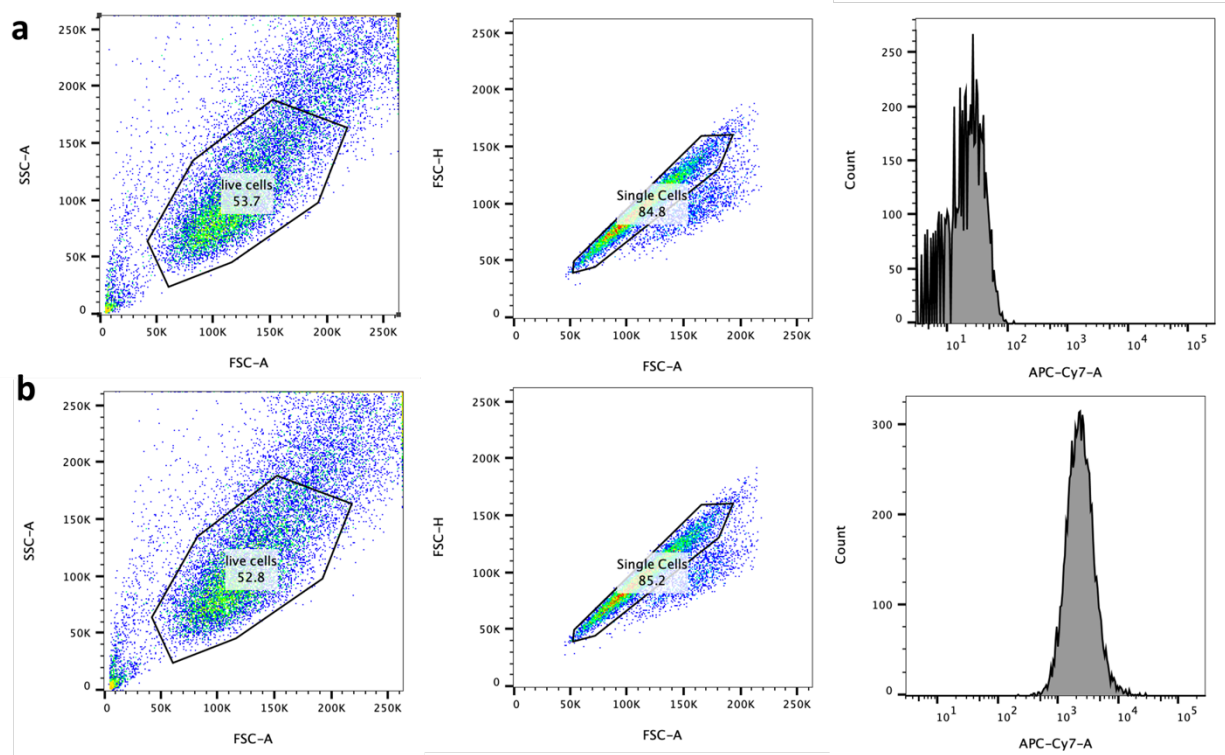 a
250K
200K
150K
100K
50K
0
SSC-A
live cells
53.7
0
50K
100K
150K
200K
250K
FSC-A
250K
200K
150K
100K
50K
0
FSC-H
Single Cells
84.8
0
50K
100K
150K
200K
250K
FSC-A
250
200
150
100
50
0
Count
10¹
10²
10³
10⁴
10⁵
APC-Cy7-A
b
250K
200K
150K
100K
50K
0
SSC-A
live cells
52.8
0
50K
100K
150K
200K
250K
FSC-A
250K
200K
150K
100K
50K
0
FSC-H
Single Cells
85.2
0
50K
100K
150K
200K
250K
FSC-A
300
200
100
0
Count
10¹
10²
10³
10⁴
10⁵
APC-Cy7-A